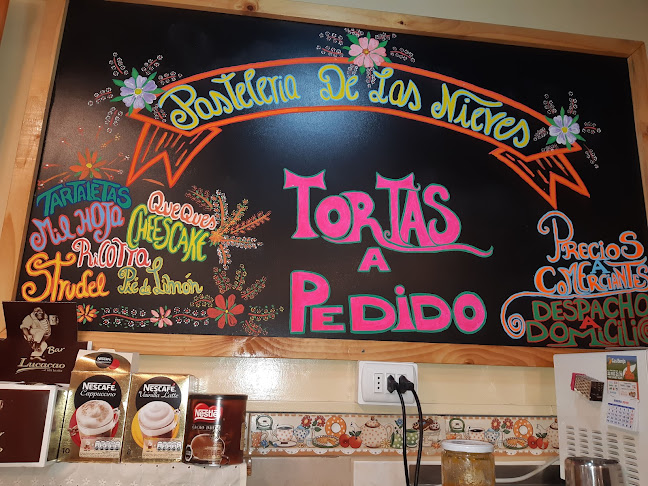 Pastelería De Las Nieves
TARTALETAS
Mil HOJA
QueQues
CHEESCAKE
RiCOTTA
Strudel
Pie de Limón
TORTAS
A
PEDIDO
PRECIOS
A
COMERCIANTES
DESPACHO
A
DOMICILIO
Bar
Lucacao
NESCAFÉ
Cappuccino
NESCAFÉ
Vainilla Latte
Nestlé